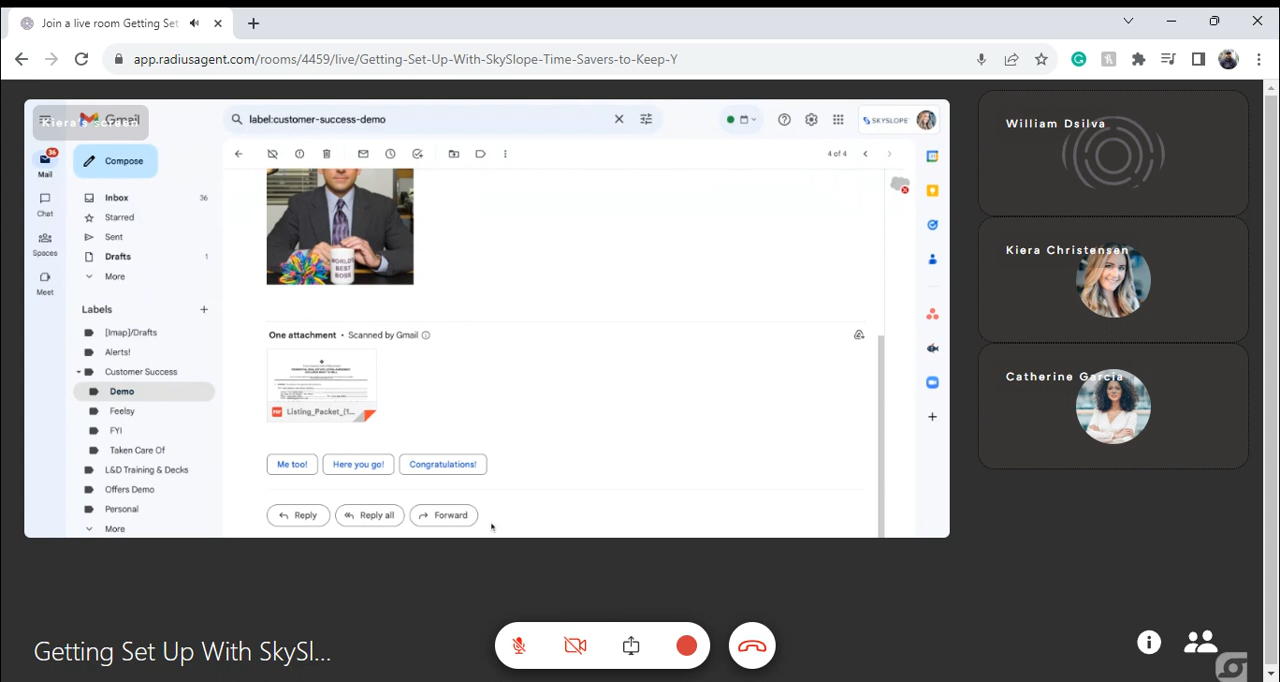 Join a live room Getting Set
app.radiusagent.com/rooms/4459/live/Getting-Set-Up-With-SkySlope-Time-Savers-to-Keep-Y
Kiera's screen
Gmail
label:customer-success-demo
SKYSLOPE
36
Mail
Chat
Spaces
Meet
Compose
Inbox 36
Starred
Sent
Drafts 1
More
Labels
[Imap]/Drafts
Alerts!
Customer Success
Demo
Feelsy
FYI
Taken Care Of
L&D Training & Decks
Offers Demo
Personal
More
4 of 4
WORLD'S
BEST
BOSS
One attachment • Scanned by Gmail
PDF
Listing_Packet_(1...
Me too!
Here you go!
Congratulations!
Reply
Reply all
Forward
William Dsilva
Kiera Christensen
Catherine Garcia
Getting Set Up With SkySl...